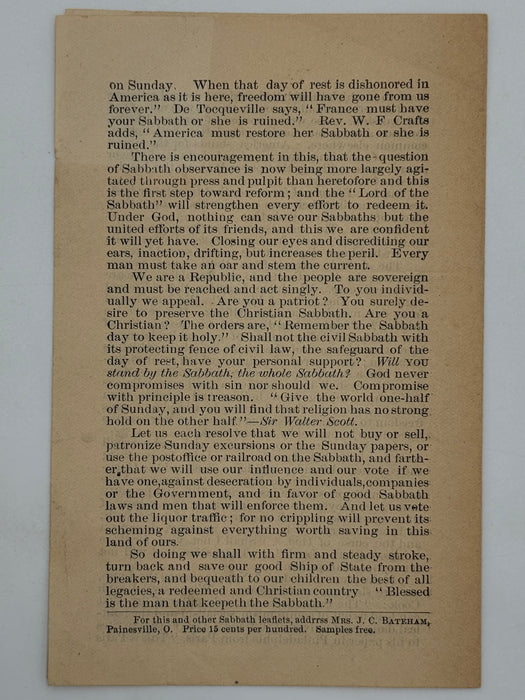 on Sunday. When that day of rest is dishonored in
America as it is here, freedom will have gone from us
forever." De Tocqueville says, "France must have
your Sabbath or she is ruined." Rev. W. F. Crafts
adds, "America must restore her Sabbath or she is
ruined."
There is encouragement in this, that the question
of Sabbath observance is now being more largely agi-
tated through press and pulpit than heretofore and this
is the first step toward reform; and the "Lord of the
Sabbath" will strengthen every effort to redeem it.
Under God, nothing can save our Sabbaths but the
united efforts of its friends, and this we are confident
it will yet have. Closing our eyes and discrediting our
ears, inaction, drifting, but increases the peril. Every
man must take an oar and stem the current.
We are a Republic, and the people are sovereign
and must be reached and act singly. To you individ-
ually we appeal. Are you a patriot? You surely de-
sire to preserve the Christian Sabbath. Are you a
Christian? The orders are, "Remember the Sabbath
day to keep it holy." Shall not the civil Sabbath with
its protecting fence of civil law, the safeguard of the
day of rest, have your personal support? Will YOU
stand by the Sabbath, the whole Sabbath? God never
compromises with sin nor should we. Compromise
with principle is treason. "Give the world one-half
of Sunday, and you will find that religion has no strong
hold on the other half"—Sir Walter Scott.
Let us each resolve that we will not buy or sell,
patronize Sunday excursions or the Sunday papers, or
use the postoffice or railroad on the Sabbath, and farth-
er, that we will use our influence and our vote if we
have one, against desecration by individuals, companies
or the Government, and in favor of good Sabbath
laws and men that will enforce them. And let us vote
out the liquor traffic; for no crippling will prevent its
scheming against everything worth saving in this
land of ours.
So doing we shall with firm and steady stroke,
turn back and save our good Ship of State from the
breakers, and bequeath to our children the best of all
legacies, a redeemed and Christian country "Blessed
is the man that keepeth the Sabbath."
For this and other Sabbath leaflets, addrrss MRS. J. C. BATEHAM,
Painesville, O. Price 15 cents per hundred. Samples free.